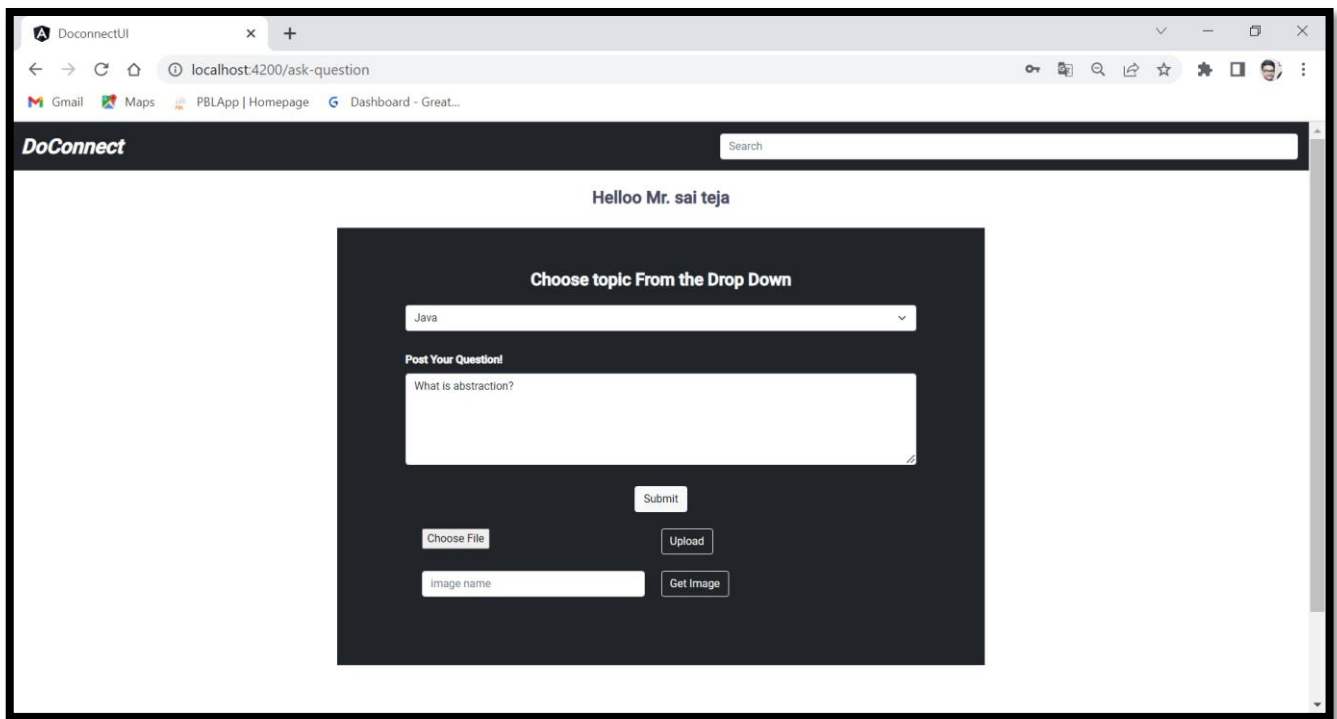 DoconnectUI
localhost:4200/ask-question
Gmail Maps PBLApp | Homepage G Dashboard - Great...
DoConnect Search
Helloo Mr. sai teja
Choose topic From the Drop Down
Java
Post Your Question!
What is abstraction?
Submit
Choose File Upload
image name Get Image